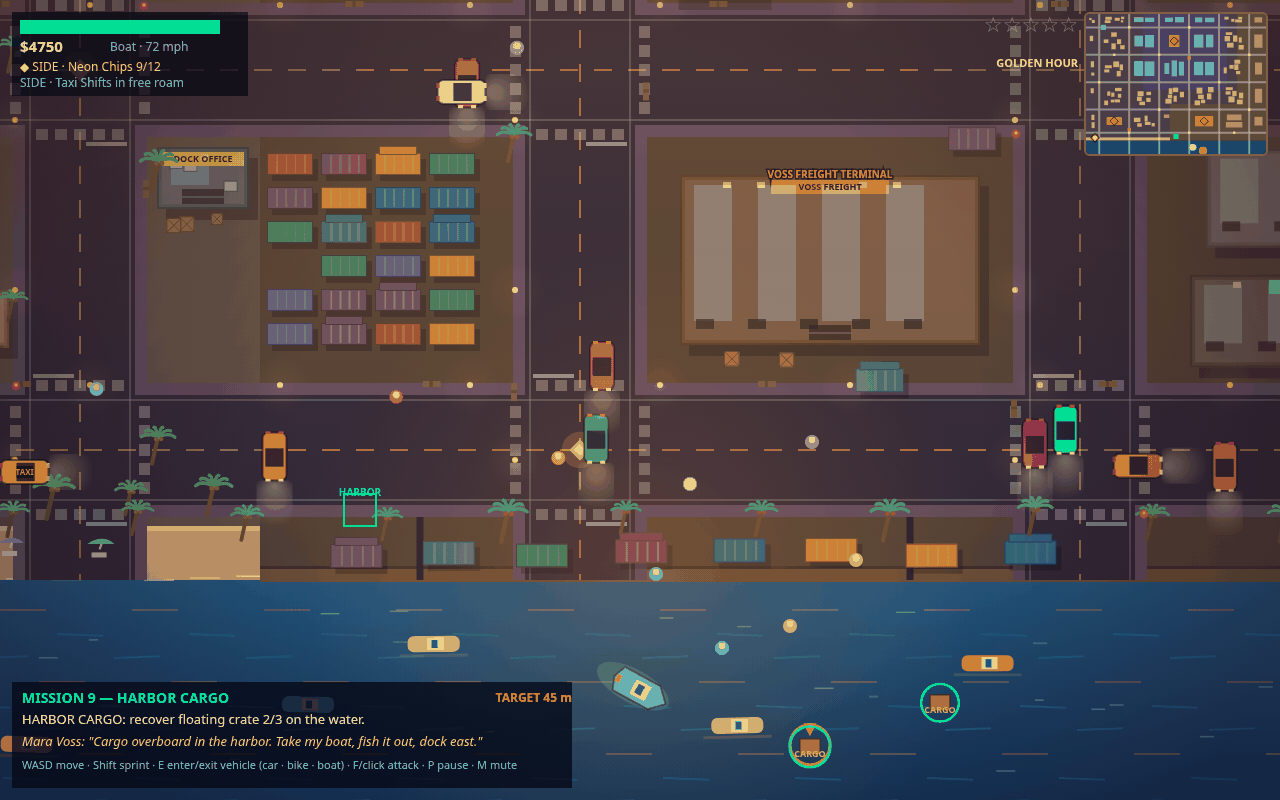 $4750 Boat · 72 mph
◆ SIDE · Neon Chips 9/12
SIDE · Taxi Shifts in free roam
☆☆☆☆☆
GOLDEN HOUR
DOCK OFFICE
VOSS FREIGHT TERMINAL
VOSS FREIGHT
TAXI
HARBOR
CARGO
CARGO
MISSION 9 — HARBOR CARGO TARGET 45 m
HARBOR CARGO: recover floating crate 2/3 on the water.
Mara Voss: "Cargo overboard in the harbor. Take my boat, fish it out, dock east."
WASD move · Shift sprint · E enter/exit vehicle (car · bike · boat) · F/click attack · P pause · M mute